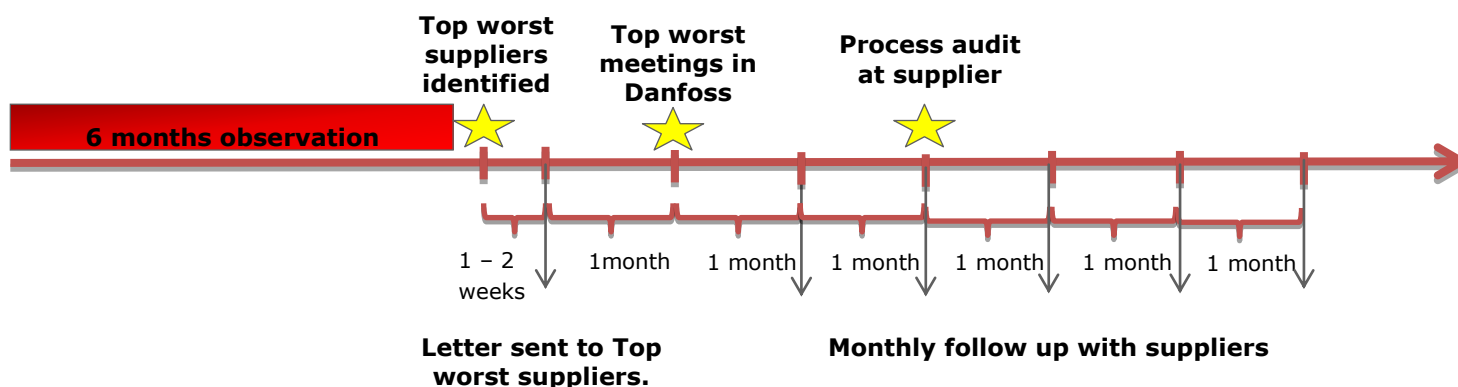 Top worst
suppliers
identified
Top worst
meetings in
Danfoss
Process audit
at supplier
6 months observation
1 – 2
weeks
1month
1 month
1 month
1 month
1 month
1 month
Letter sent to Top
worst suppliers.
Monthly follow up with suppliers